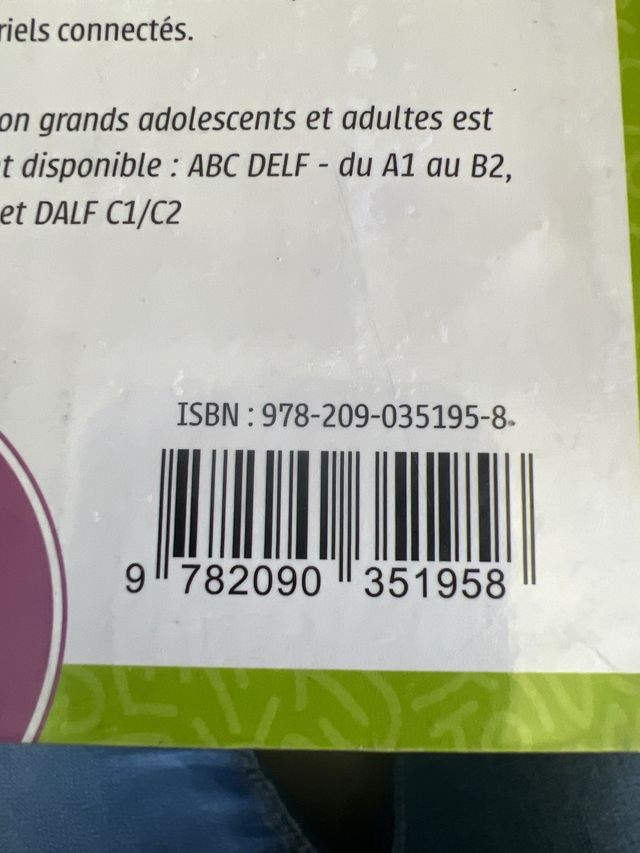 riels connectés.
on grands adolescents et adultes est
t disponible : ABC DELF - du A1 au B2,
et DALF C1/C2
ISBN : 978-209-035195-8
9 782090 351958